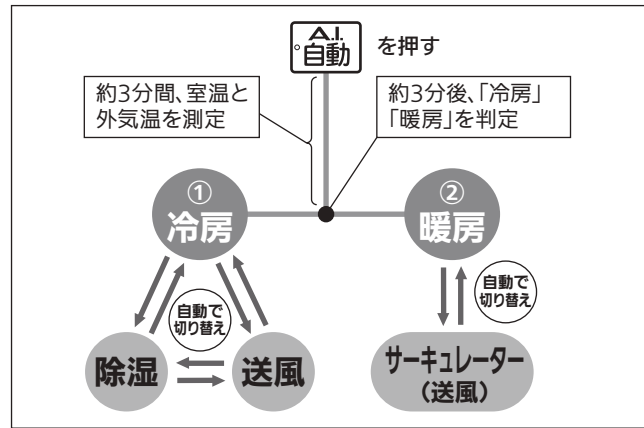 A.I.
自動 を押す
約3分間、室温と
外気温を測定
約3分後、「冷房」
「暖房」を判定
①
冷房
②
暖房
自動で
切り替え
自動で
切り替え
除湿
送風
サーキュレーター
(送風)